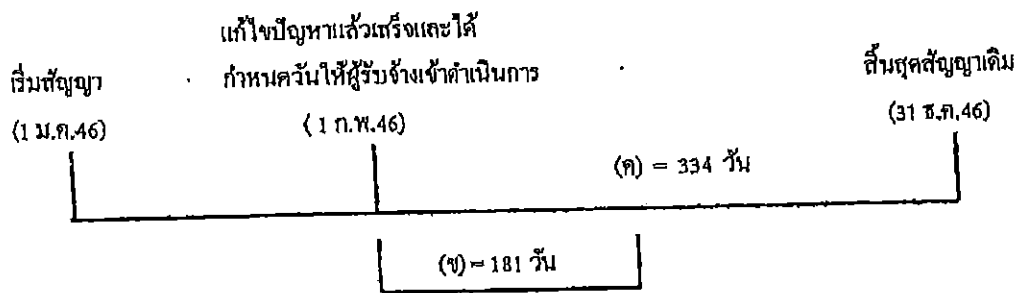 แก้ไขปัญหาแล้วเสร็จและได้
เริ่มสัญญา กำหนดวันให้ผู้รับจ้างเข้าดำเนินการ สิ้นสุดสัญญาเดิม
(1 ม.ค.46) (1 ก.พ.46) (31 ธ.ค.46)
(ค) = 334 วัน
(ข) = 181 วัน